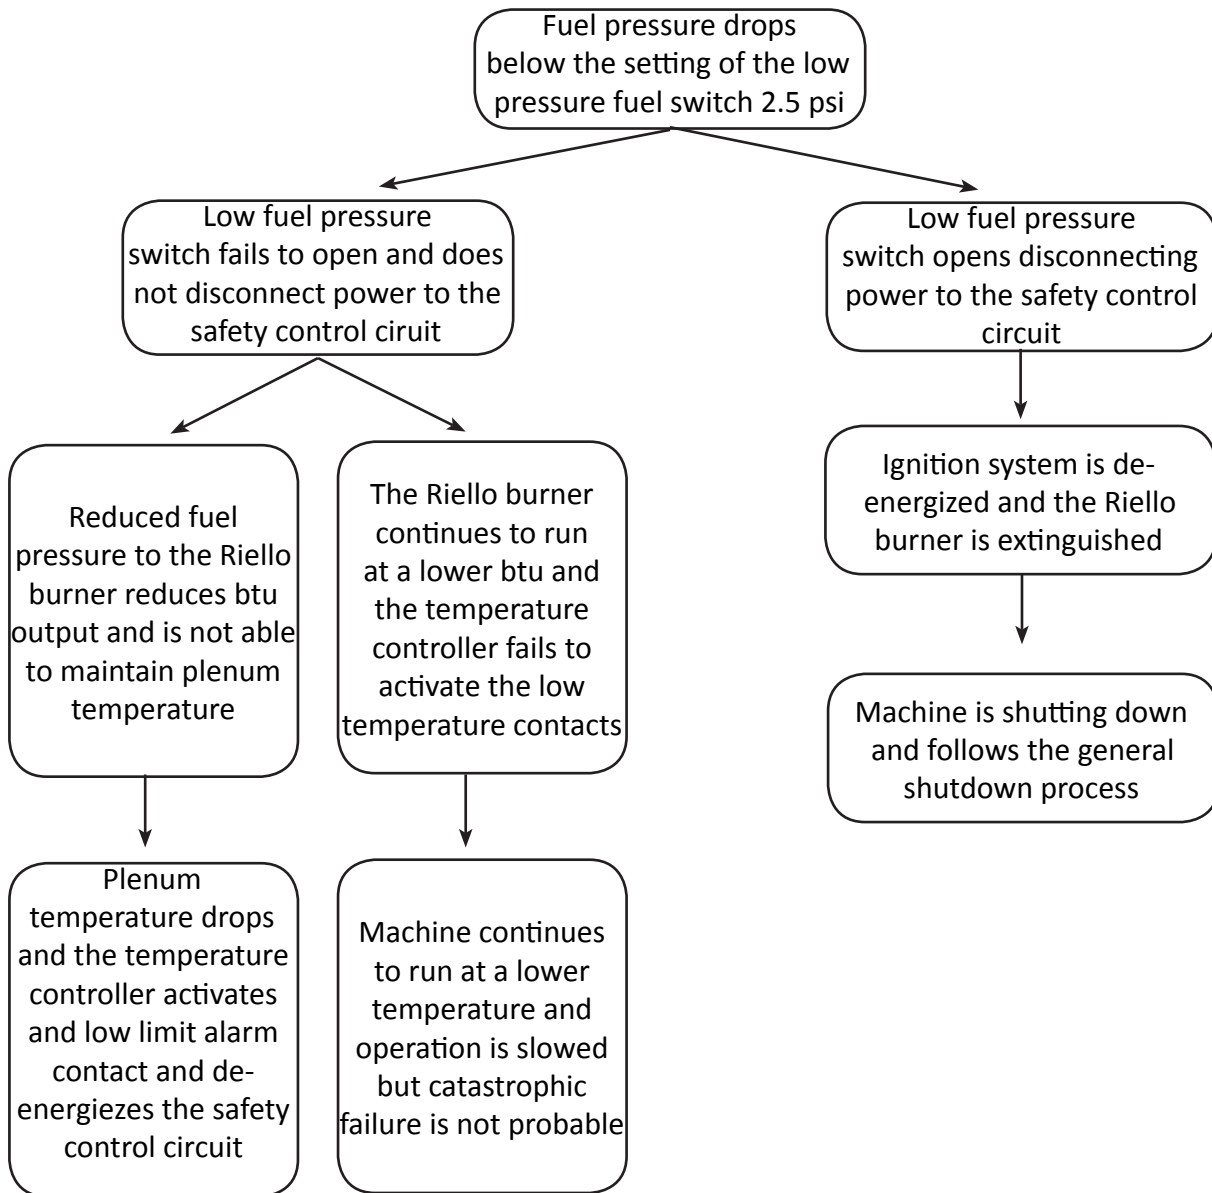 Fuel pressure drops
below the setting of the low
pressure fuel switch 2.5 psi
Low fuel pressure
switch fails to open and does
not disconnect power to the
safety control ciruit
Low fuel pressure
switch opens disconnecting
power to the safety control
circuit
Reduced fuel
pressure to the Riello
burner reduces btu
output and is not able
to maintain plenum
temperature
The Riello burner
continues to run
at a lower btu and
the temperature
controller fails to
activate the low
temperature contacts
Ignition system is de-
energized and the Riello
burner is extinguished
Machine is shutting down
and follows the general
shutdown process
Plenum
temperature drops
and the temperature
controller activates
and low limit alarm
contact and de-
energiezes the safety
control circuit
Machine continues
to run at a lower
temperature and
operation is slowed
but catastrophic
failure is not probable